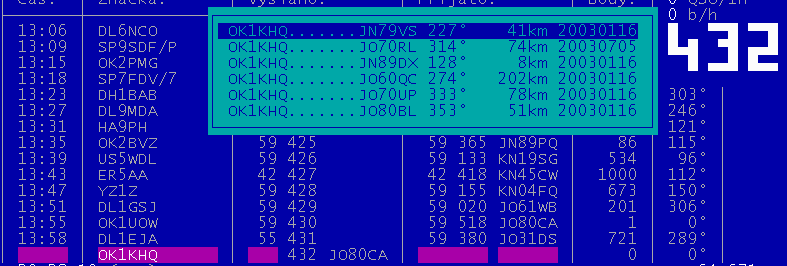 Čas: Značka: Vysláno: Přijato: Body: 0 QSO/1h
0 b/h
432
13:06 DL6NCO OK1KHQ.......JN79VS 227° 41km 20030116
13:09 SP9SDF/P OK1KHQ.......JO70RL 314° 74km 20030705
13:15 OK2PMG OK1KHQ.......JN89DX 128° 8km 20030116
13:18 SP7FDV/7 OK1KHQ.......JO60QC 274° 202km 20030116
13:23 DH1BAB OK1KHQ.......JO70UP 333° 78km 20030116 303°
13:27 DL9MDA OK1KHQ.......JO80BL 353° 51km 20030116 246°
13:31 HA9PH 121°
13:35 OK2BVZ 59 425 59 365 JN89PQ 86 115°
13:39 US5WDL 59 426 59 133 KN19SG 534 96°
13:43 ER5AA 42 427 42 418 KN45CW 1000 112°
13:47 YZ1Z 59 428 59 155 KN04FQ 673 150°
13:51 DL1GSJ 59 429 59 020 JO61WB 201 306°
13:55 OK1UOW 59 430 59 518 JO80CA 1 0°
13:58 DL1EJA 55 431 59 380 JO31DS 721 289°
OK1KHQ 432 JO80CA 0°